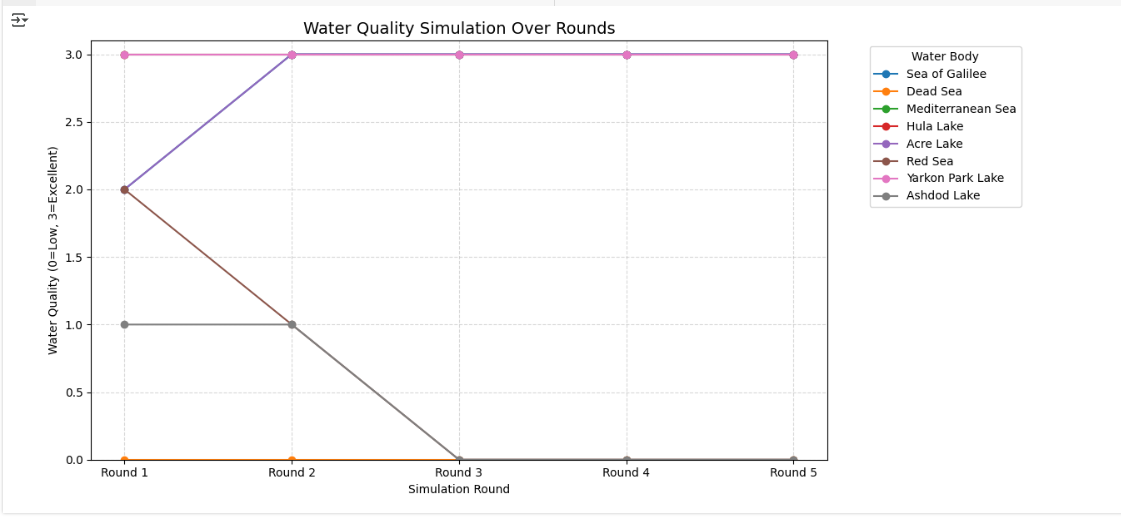 Water Quality Simulation Over Rounds
Water Quality (0=Low, 3=Excellent)
3.0
2.5
2.0
1.5
1.0
0.5
0.0
Round 1 Round 2 Round 3 Round 4 Round 5
Simulation Round
Water Body
Sea of Galilee
Dead Sea
Mediterranean Sea
Hula Lake
Acre Lake
Red Sea
Yarkon Park Lake
Ashdod Lake